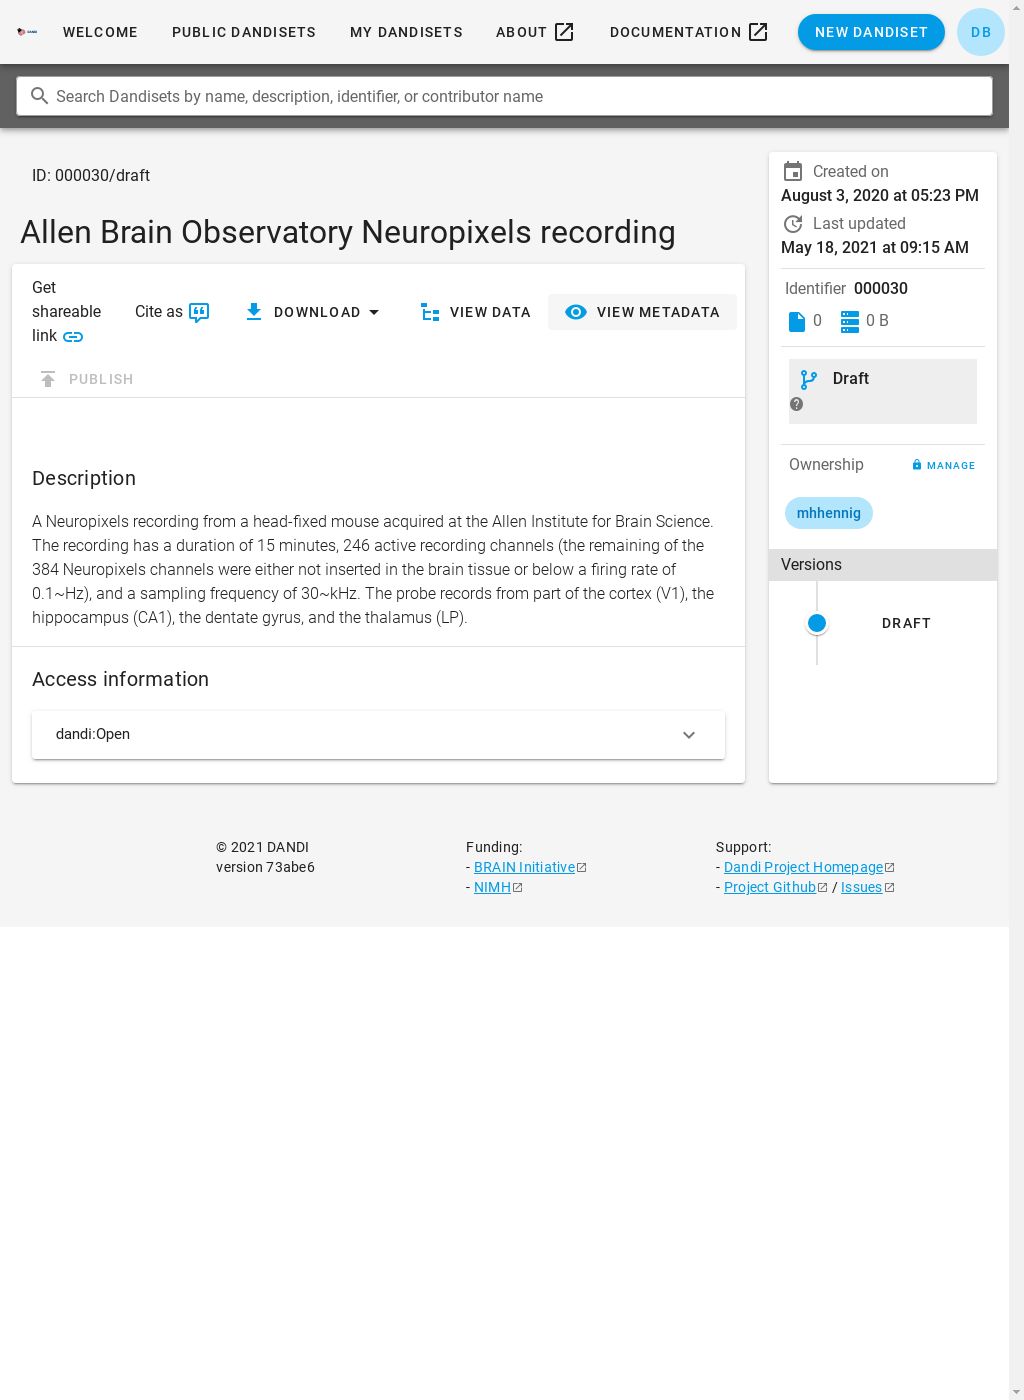 WELCOME PUBLIC DANDISETS MY DANDISETS ABOUT DOCUMENTATION NEW DANDISET DB
Search Dandisets by name, description, identifier, or contributor name
ID: 000030/draft
Allen Brain Observatory Neuropixels recording
Get
shareable
link
Cite as
DOWNLOAD
VIEW DATA
VIEW METADATA
PUBLISH
Description
A Neuropixels recording from a head-fixed mouse acquired at the Allen Institute for Brain Science.
The recording has a duration of 15 minutes, 246 active recording channels (the remaining of the
384 Neuropixels channels were either not inserted in the brain tissue or below a firing rate of
0.1~Hz), and a sampling frequency of 30~kHz. The probe records from part of the cortex (V1), the
hippocampus (CA1), the dentate gyrus, and the thalamus (LP).
Access information
dandi:Open
Created on
August 3, 2020 at 05:23 PM
Last updated
May 18, 2021 at 09:15 AM
Identifier 000030
0 0 B
Draft
Ownership MANAGE
mhhennig
Versions
DRAFT
© 2021 DANDI
version 73abe6
Funding:
- BRAIN Initiative
- NIMH
Support:
- Dandi Project Homepage
- Project Github / Issues